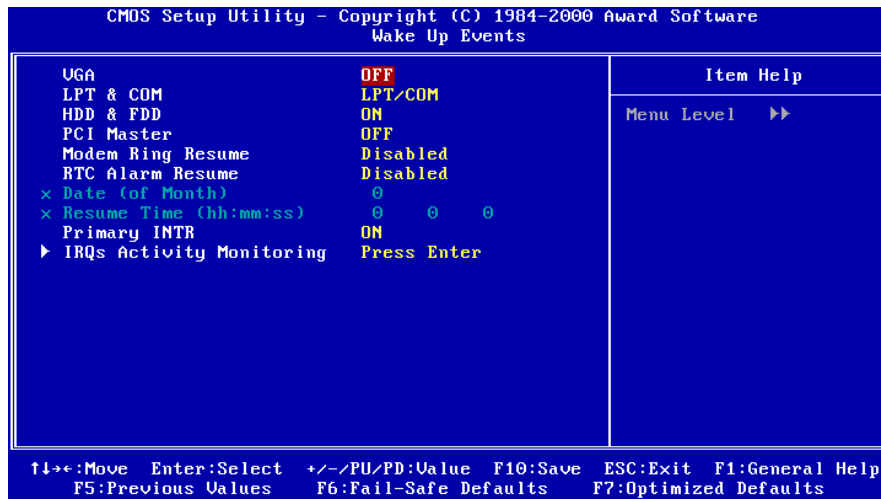 CMOS Setup Utility - Copyright (C) 1984-2000 Award Software
Wake Up Events
VGA OFF
LPT & COM LPT/COM
HDD & FDD ON
PCI Master OFF
Modem Ring Resume Disabled
RTC Alarm Resume Disabled
x Date (of Month) 0
x Resume Time (hh:mm:ss) 0 0 0
Primary INTR ON
▶ IRQs Activity Monitoring Press Enter
Item Help
Menu Level ▶▶
↑↓→←:Move Enter:Select +/-/PU/PD:Value F10:Save ESC:Exit F1:General Help
F5:Previous Values F6:Fail-Safe Defaults F7:Optimized Defaults